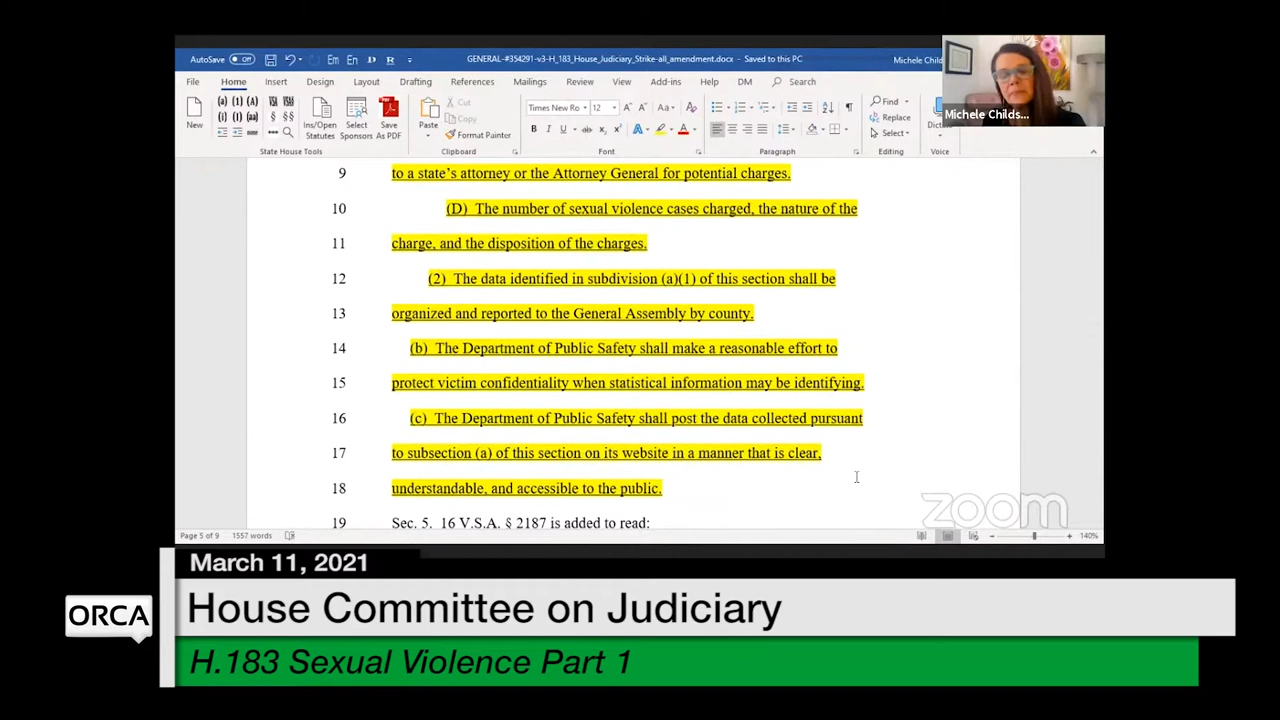 AutoSave Off
GENERAL-#354291-v3-H_183_House_Judiciary_Strike-all_amendment.docx - Saved to this PC
Michele Child
File Home Insert Design Layout Drafting References Mailings Review View Add-ins Help DM Search
New
Ins/Open Statutes
Select Sponsors
Save As PDF
Paste
Cut
Copy
Format Painter
Times New Ro 12
Find
Replace
Select
State House Tools Clipboard Font Paragraph Editing Voice
Michele Childs...
9 to a state's attorney or the Attorney General for potential charges.
10 (D) The number of sexual violence cases charged, the nature of the
11 charge, and the disposition of the charges.
12 (2) The data identified in subdivision (a)(1) of this section shall be
13 organized and reported to the General Assembly by county.
14 (b) The Department of Public Safety shall make a reasonable effort to
15 protect victim confidentiality when statistical information may be identifying.
16 (c) The Department of Public Safety shall post the data collected pursuant
17 to subsection (a) of this section on its website in a manner that is clear,
18 understandable, and accessible to the public.
19 Sec. 5. 16 V.S.A. § 2187 is added to read:
zoom
Page 5 of 9 1557 words
140%
March 11, 2021
ORCA
House Committee on Judiciary
H.183 Sexual Violence Part 1